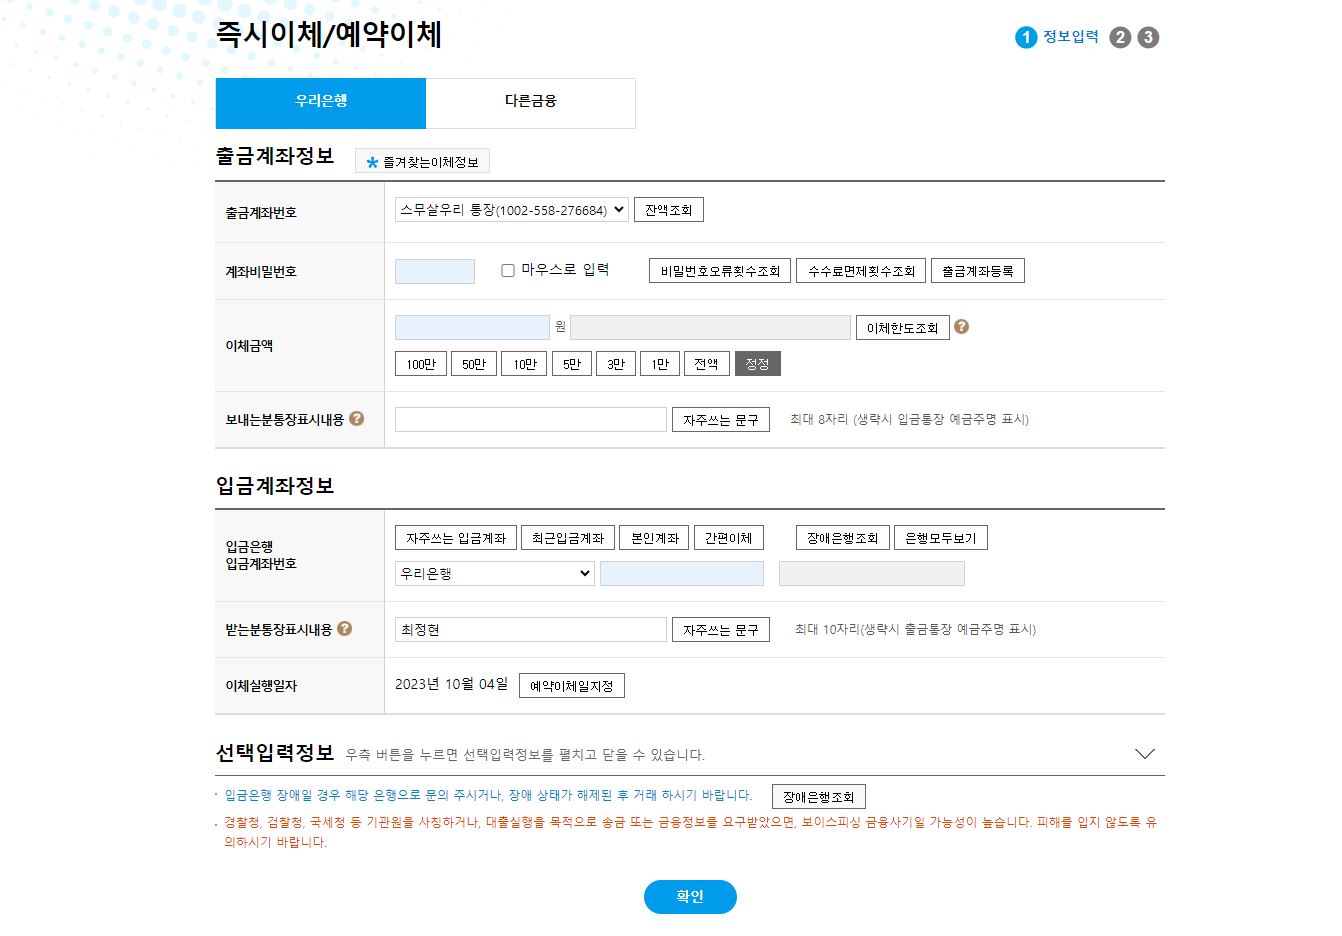 즉시이체/예약이체
1 정보입력 2 3
우리은행 다른금융
출금계좌정보 * 즐겨찾는이체정보
출금계좌번호 스무살우리 통장(1002-558-276684) 잔액조회
계좌비밀번호 마우스로 입력 비밀번호오류횟수조회 수수료면제횟수조회 출금계좌등록
이체금액 원 이체한도조회 ?
100만 50만 10만 5만 3만 1만 전액 정정
보내는분통장표시내용 ? 자주쓰는 문구 최대 8자리 (생략시 입금통장 예금주명 표시)
입금계좌정보
입금은행
입금계좌번호
자주쓰는 입금계좌 최근입금계좌 본인계좌 간편이체 장애은행조회 은행모두보기
우리은행
받는분통장표시내용 ? 최정현 자주쓰는 문구 최대 10자리(생략시 출금통장 예금주명 표시)
이체실행일자 2023년 10월 04일 예약이체일지정
선택입력정보 우측 버튼을 누르면 선택입력정보를 펼치고 닫을 수 있습니다.
· 입금은행 장애일 경우 해당 은행으로 문의 주시거나, 장애 상태가 해제된 후 거래 하시기 바랍니다. 장애은행조회
· 경찰청, 검찰청, 국세청 등 기관원을 사칭하거나, 대출실행을 목적으로 송금 또는 금융정보를 요구받았으면, 보이스피싱 금융사기일 가능성이 높습니다. 피해를 입지 않도록 유
의하시기 바랍니다.
확인